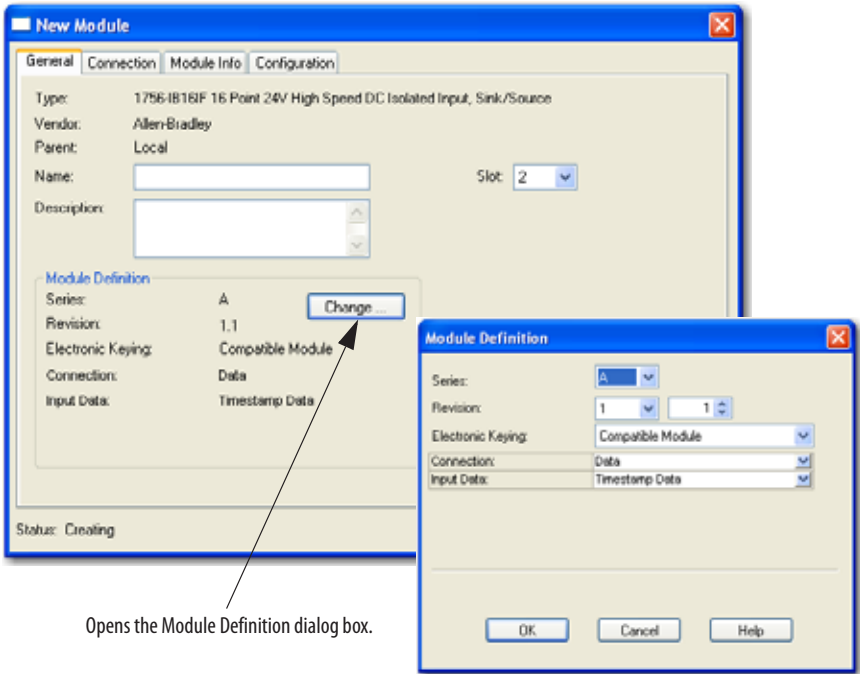 New Module
General Connection Module Info Configuration
Type: 1756-IB16IF 16 Point 24V High Speed DC Isolated Input, Sink/Source
Vendor: Allen-Bradley
Parent: Local
Name: Slot: 2
Description:
Module Definition
Series: A Change ...
Revision: 1.1
Electronic Keying: Compatible Module
Connection: Data
Input Data: Timestamp Data
Status: Creating
Opens the Module Definition dialog box.
Module Definition
Series: A
Revision: 1 1
Electronic Keying: Compatible Module
Connection: Data
Input Data: Timestamp Data
OK Cancel Help